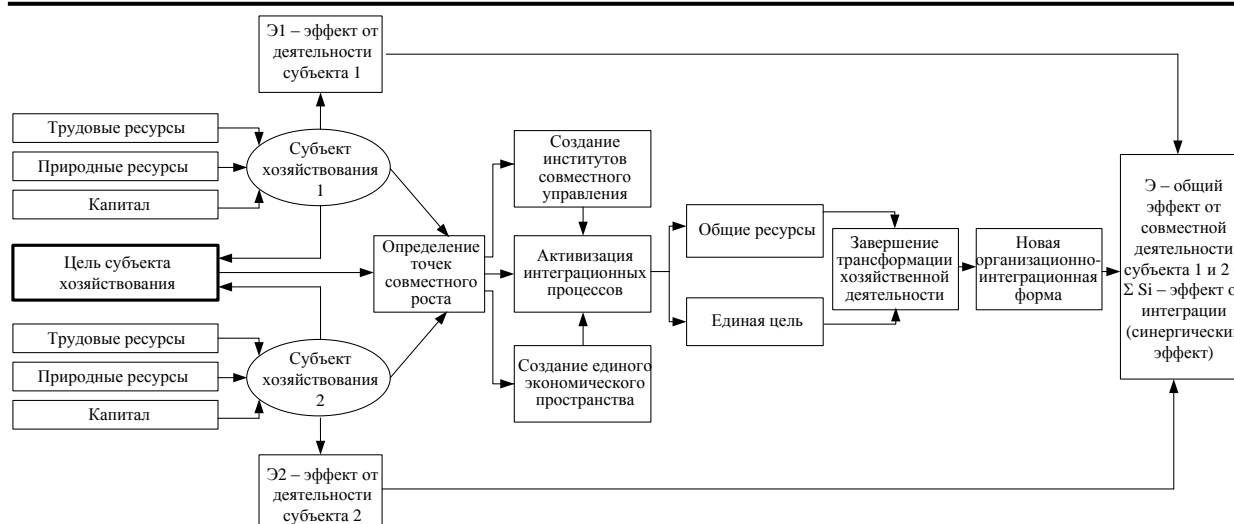 Э1 – эффект от
деятельности
субъекта 1
Трудовые ресурсы
Природные ресурсы
Капитал
Субъект
хозяйствования
1
Цель субъекта
хозяйствования
Трудовые ресурсы
Природные ресурсы
Капитал
Субъект
хозяйствования
2
Э2 – эффект от
деятельности
субъекта 2
Определение
точек
совместного
роста
Создание
институтов
совместного
управления
Активизация
интеграционных
процессов
Создание единого
экономического
пространства
Общие ресурсы
Единая цель
Завершение
трансформации
хозяйственной
деятельности
Новая
организационно-
интеграционная
форма
Э – общий
эффект от
совместной
деятельности
субъекта 1 и 2
Σ Si – эффект о
интеграции
(синергически
эффект)